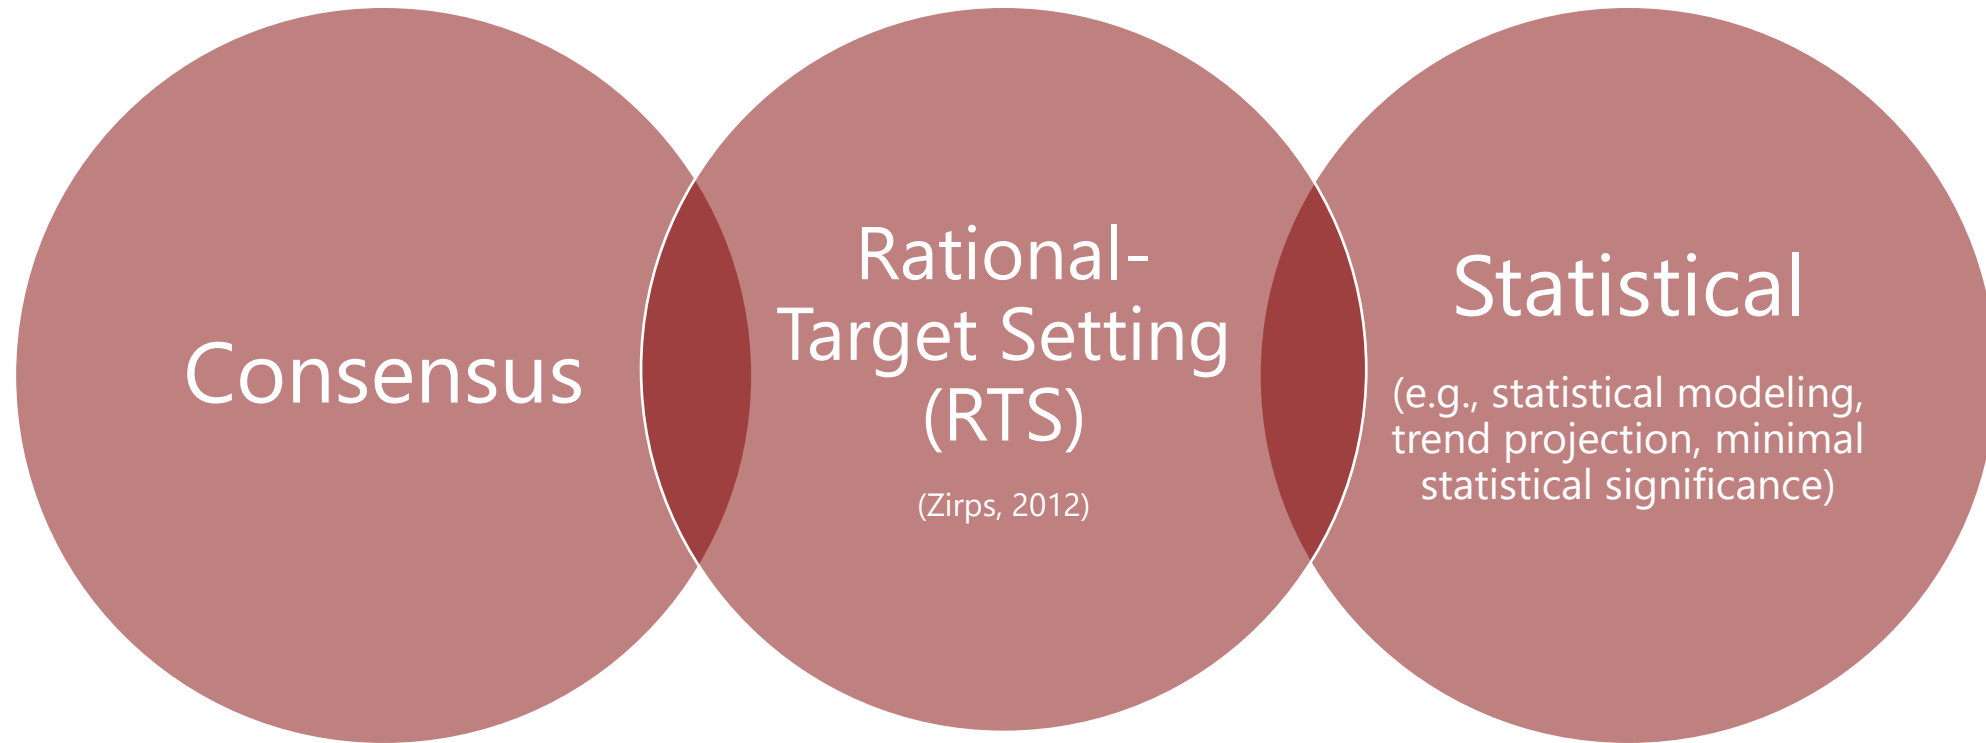 Consensus
Rational-
Target Setting
(RTS)
(Zirps, 2012)
Statistical
(e.g., statistical modeling,
trend projection, minimal
statistical significance)